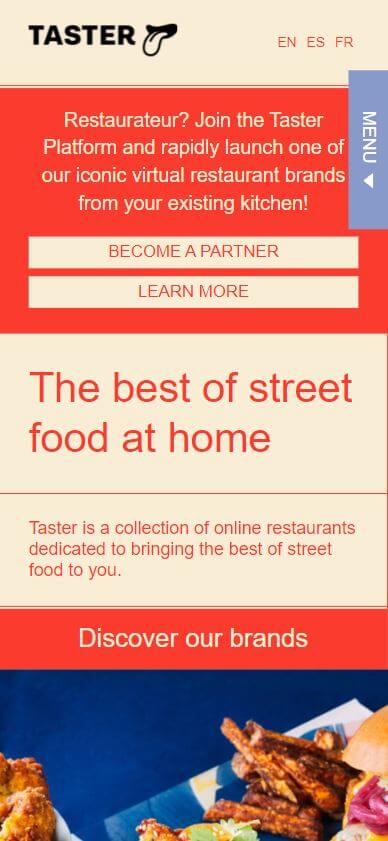 TASTER
EN ES FR
MENU
Restaurateur? Join the Taster
Platform and rapidly launch one of
our iconic virtual restaurant brands
from your existing kitchen!
BECOME A PARTNER
LEARN MORE
The best of street
food at home
Taster is a collection of online restaurants
dedicated to bringing the best of street
food to you.
Discover our brands